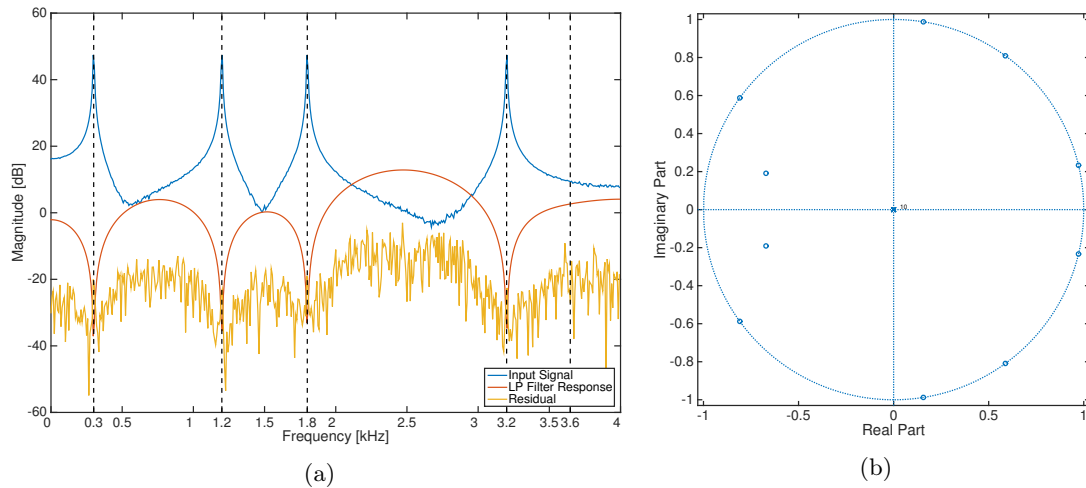 60
40
20
0
-20
-40
-60
Magnitude [dB]
0 0.3 0.5 1.2 1.5 1.8 2 2.5 3 3.2 3.5 3.6 4
Frequency [kHz]
Input Signal
LP Filter Response
Residual
(a)
1
0.8
0.6
0.4
0.2
0
-0.2
-0.4
-0.6
-0.8
-1
Imaginary Part
10
-1 -0.5 0 0.5 1
Real Part
(b)